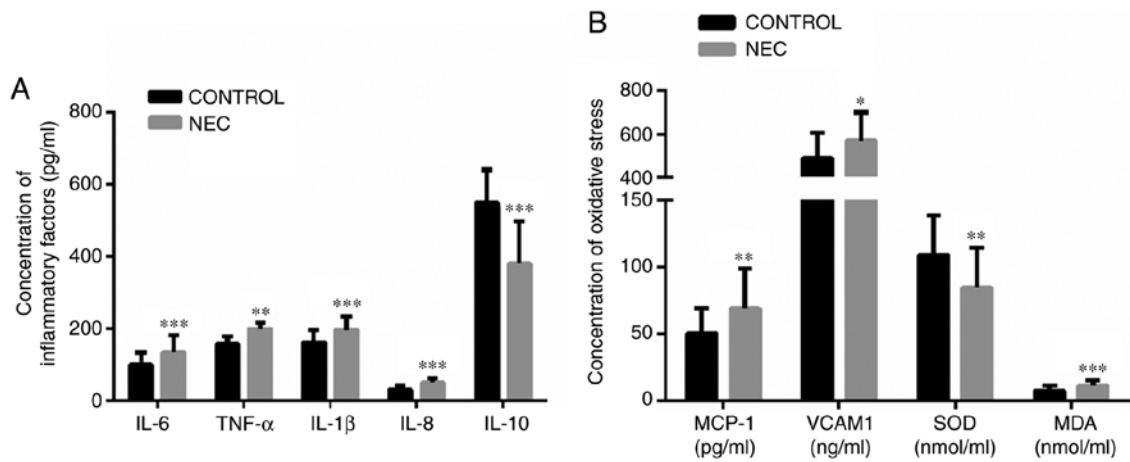 A
CONTROL
NEC
Concentration of
inflammatory factors (pg/ml)
800
600
400
200
0
***
**
***
***
***
IL-6 TNF-α IL-1β IL-8 IL-10
B
CONTROL
NEC
Concentration of oxidative stress
800
600
400
150
100
50
0
**
*
**
***
MCP-1 VCAM1 SOD MDA
(pg/ml) (ng/ml) (nmol/ml) (nmol/ml)